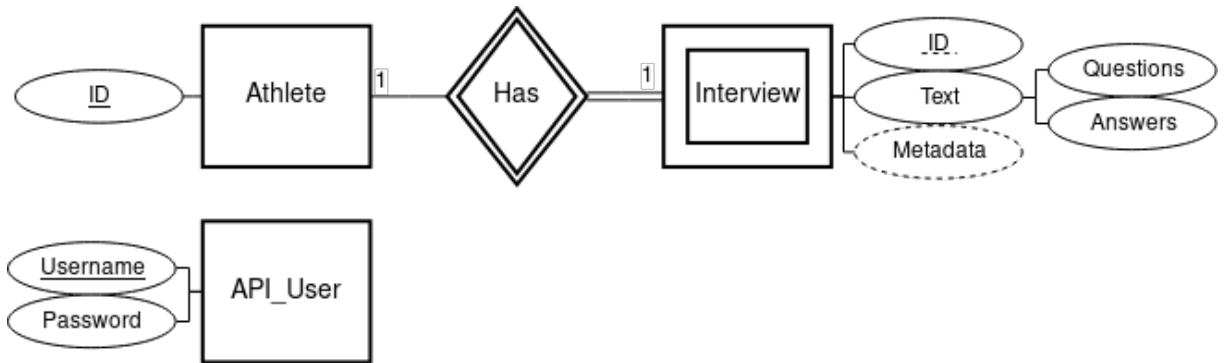 ID
Athlete
1
Has
1
Interview
ID
Text
Metadata
Questions
Answers
Username
Password
API_User